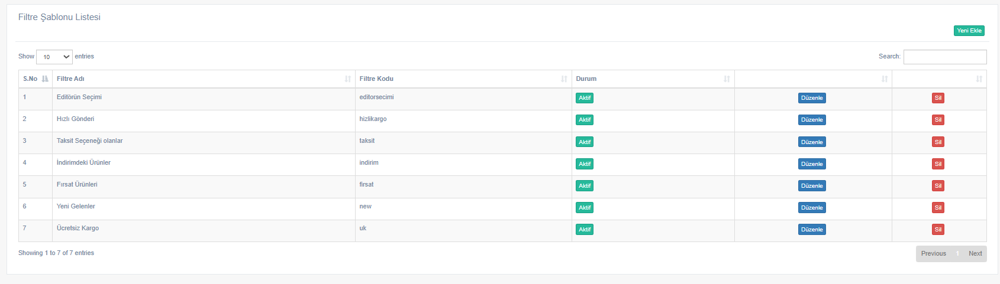 Filtre Şablonu Listesi
Yeni Ekle
Show 10 entries Search:
S.No Filtre Adı Filtre Kodu Durum
1 Editörün Seçimi editorsecimi Aktif Düzenle Sil
2 Hızlı Gönderi hizlikargo Aktif Düzenle Sil
3 Taksit Seçeneği olanlar taksit Aktif Düzenle Sil
4 İndirimdeki Ürünler indirim Aktif Düzenle Sil
5 Fırsat Ürünleri firsat Aktif Düzenle Sil
6 Yeni Gelenler new Aktif Düzenle Sil
7 Ücretsiz Kargo uk Aktif Düzenle Sil
Showing 1 to 7 of 7 entries Previous 1 Next